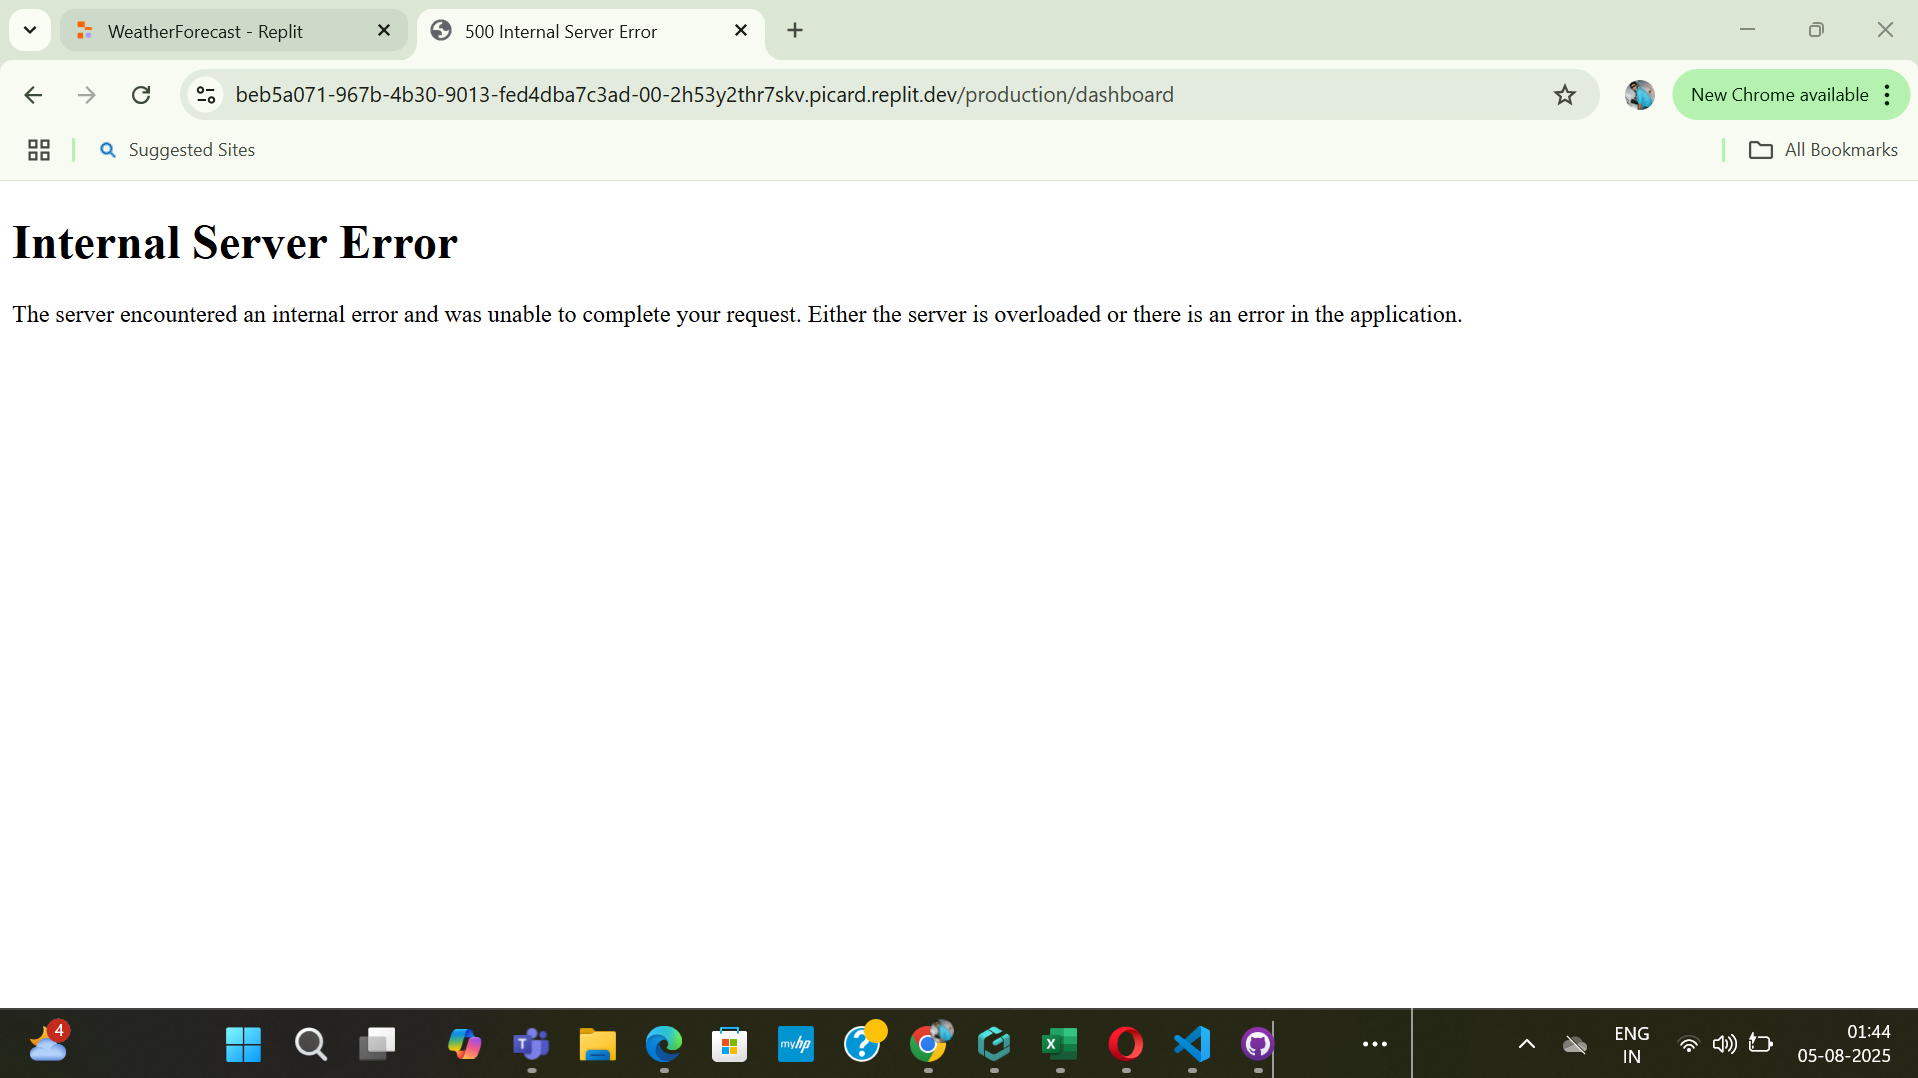 WeatherForecast - Replit
500 Internal Server Error
beb5a071-967b-4b30-9013-fed4dba7c3ad-00-2h53y2thr7skv.picard.replit.dev/production/dashboard
New Chrome available
Suggested Sites
All Bookmarks
Internal Server Error
The server encountered an internal error and was unable to complete your request. Either the server is overloaded or there is an error in the application.
4
myhp
ENG
IN
01:44
05-08-2025